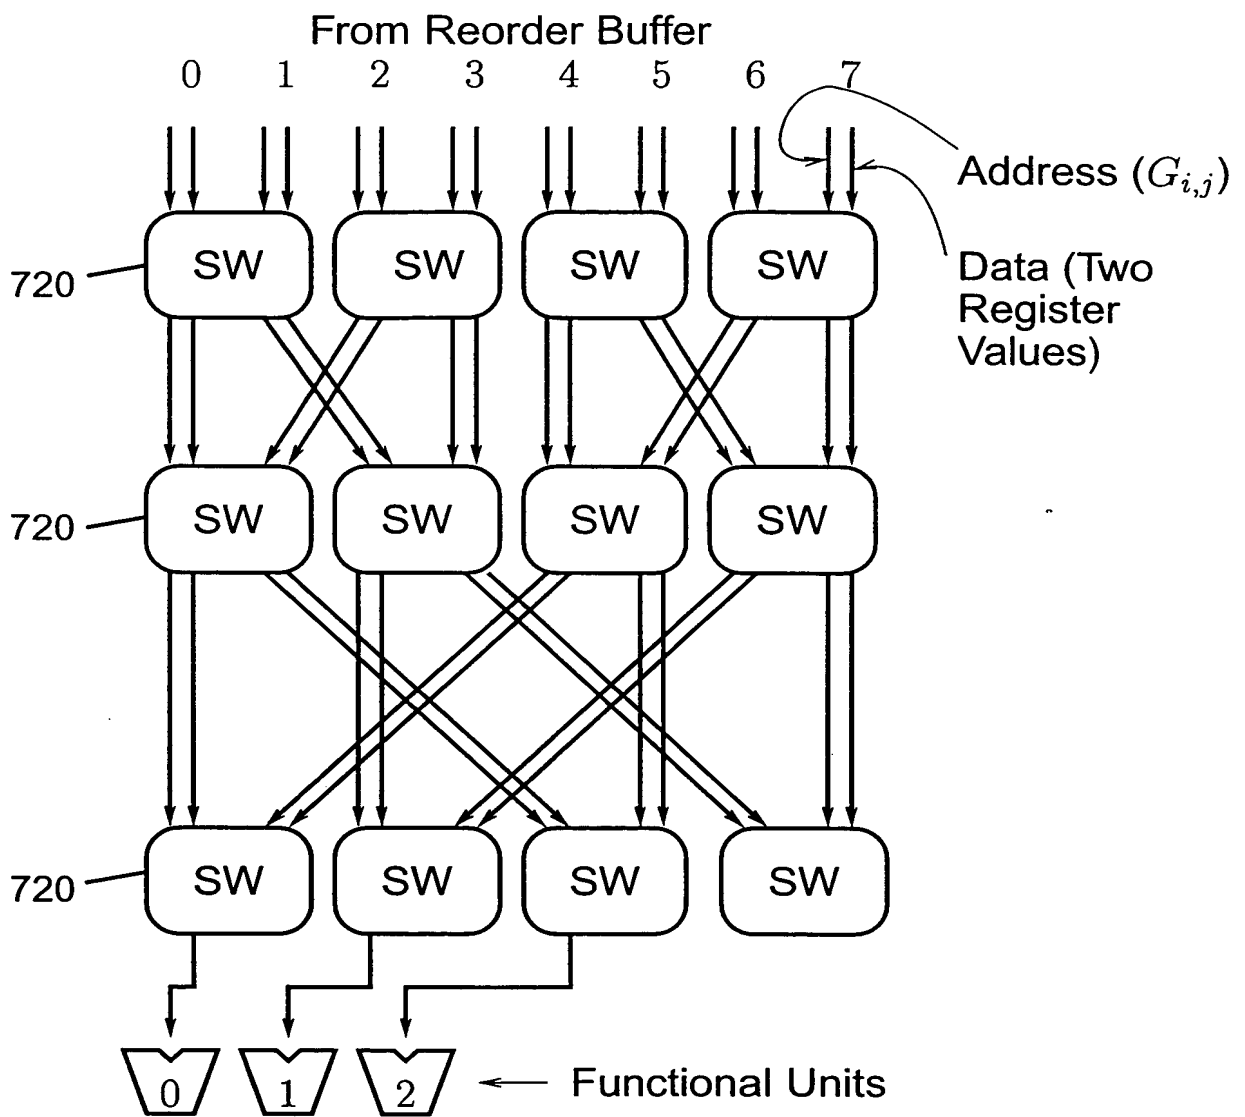 From Reorder Buffer
0 1 2 3 4 5 6 7
Address (G_{i,j})
SW SW SW SW
720
Data (Two
Register
Values)
SW SW SW SW
720
SW SW SW SW
720
0 1 2
Functional Units